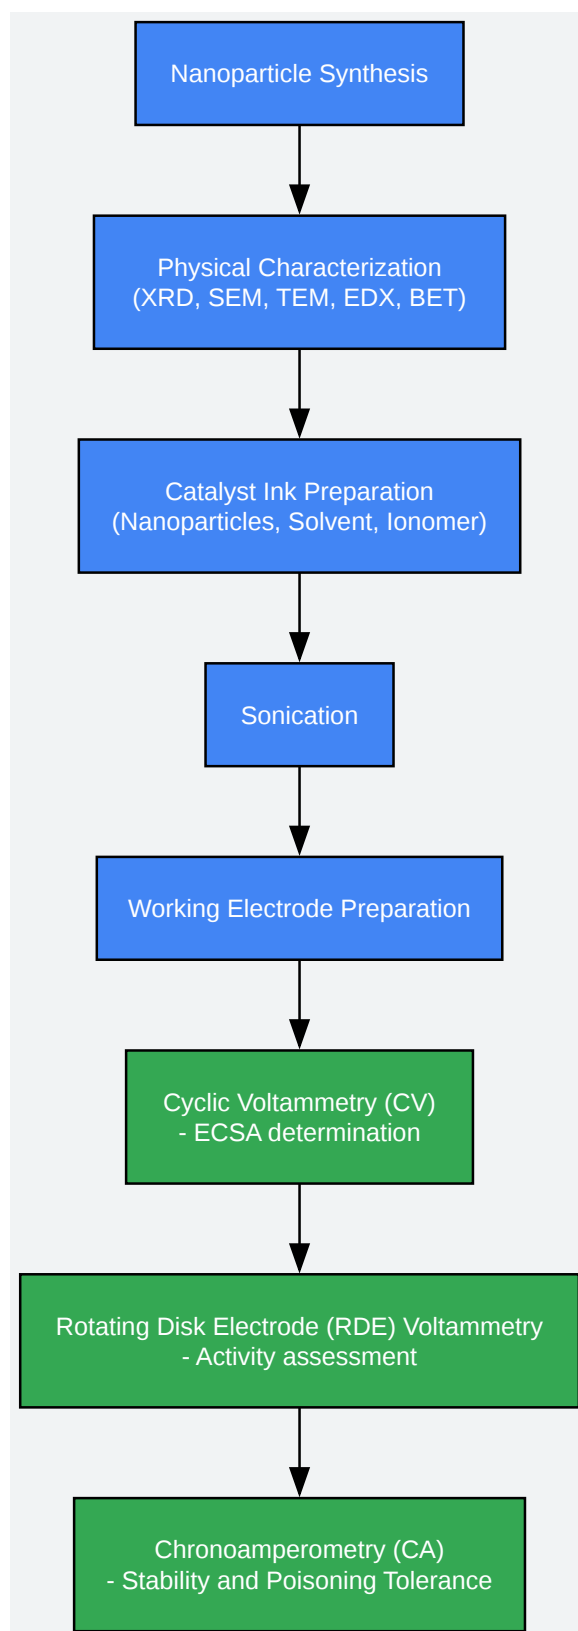 Nanoparticle Synthesis
Physical Characterization
(XRD, SEM, TEM, EDX, BET)
Catalyst Ink Preparation
(Nanoparticles, Solvent, Ionomer)
Sonication
Working Electrode Preparation
Cyclic Voltammetry (CV)
- ECSA determination
Rotating Disk Electrode (RDE) Voltammetry
- Activity assessment
Chronoamperometry (CA)
- Stability and Poisoning Tolerance